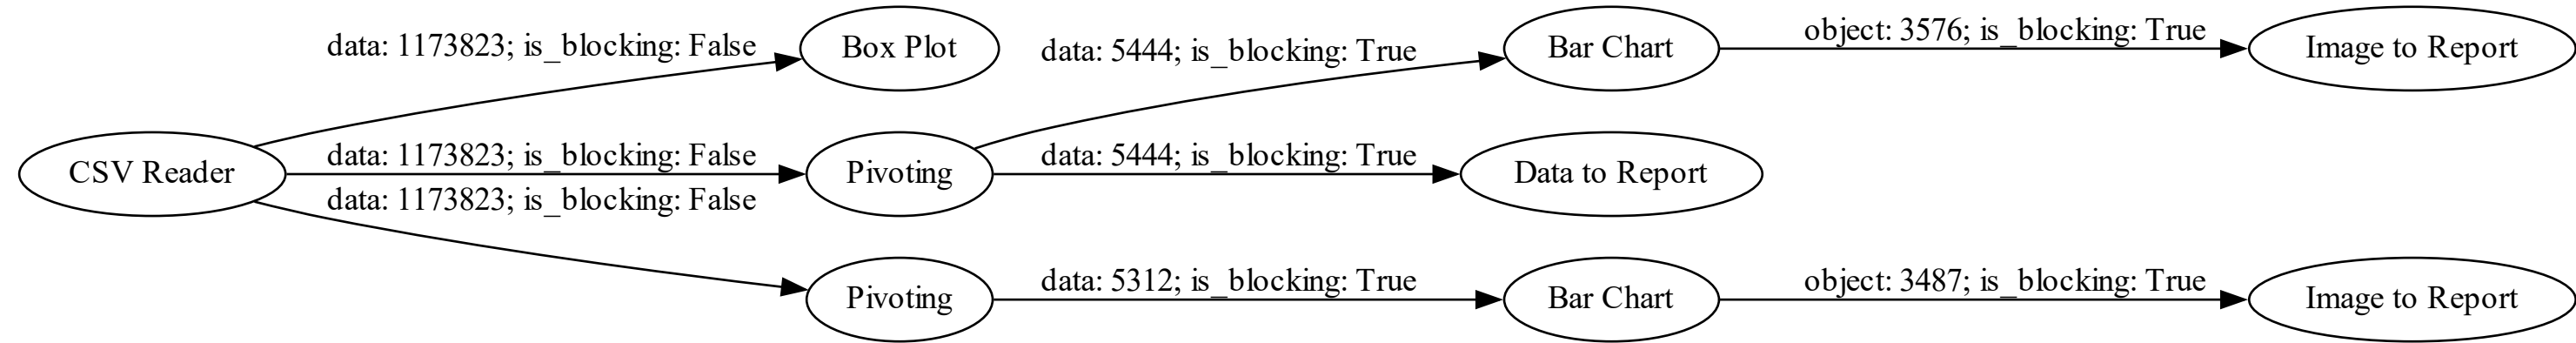 data: 1173823; is_blocking: False
Box Plot
data: 5444; is_blocking: True
Bar Chart
object: 3576; is_blocking: True
Image to Report
CSV Reader
data: 1173823; is_blocking: False
Pivoting
data: 5444; is_blocking: True
Data to Report
data: 1173823; is_blocking: False
Pivoting
data: 5312; is_blocking: True
Bar Chart
object: 3487; is_blocking: True
Image to Report